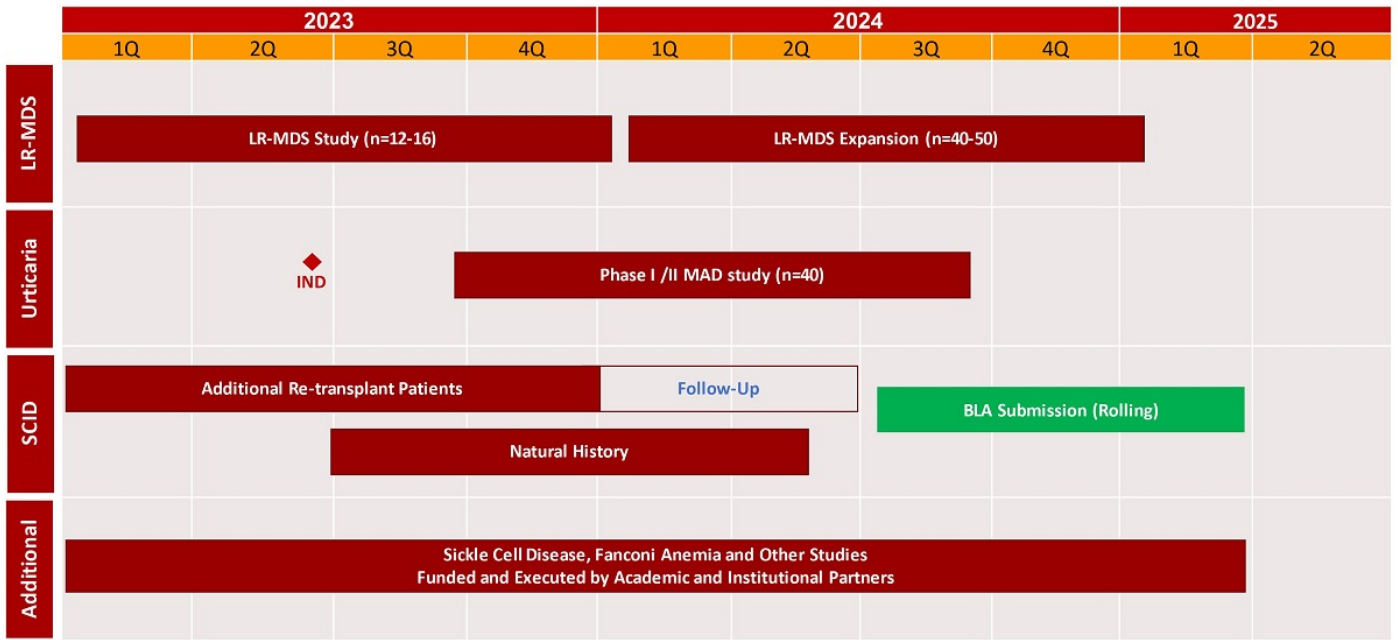 2023 2024 2025
1Q 2Q 3Q 4Q 1Q 2Q 3Q 4Q 1Q 2Q
LR-MDS
LR-MDS Study (n=12-16)
LR-MDS Expansion (n=40-50)
Urticaria
IND
Phase I /II MAD study (n=40)
SCID
Additional Re-transplant Patients
Follow-Up
BLA Submission (Rolling)
Natural History
Additional
Sickle Cell Disease, Fanconi Anemia and Other Studies
Funded and Executed by Academic and Institutional Partners